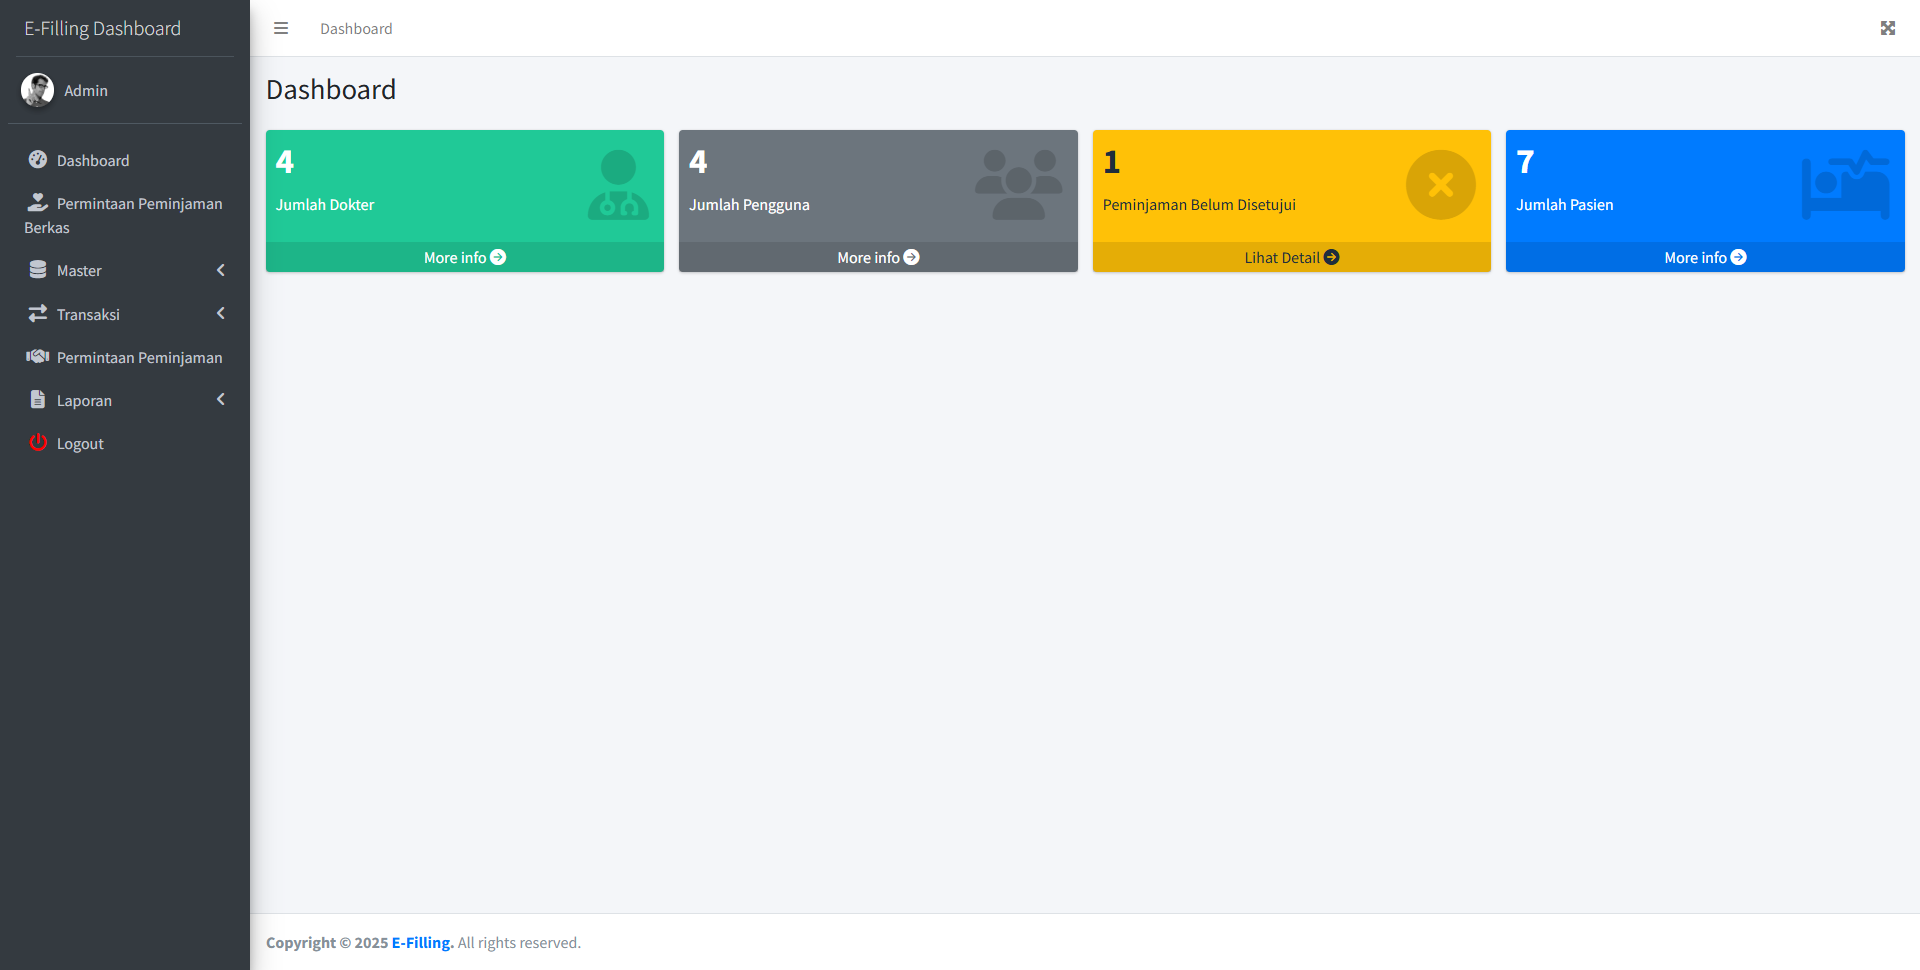 E-Filling Dashboard
Admin
Dashboard
Permintaan Peminjaman
Berkas
Master
Transaksi
Permintaan Peminjaman
Laporan
Logout
Dashboard
Dashboard
4
Jumlah Dokter
More info
4
Jumlah Pengguna
More info
1
Peminjaman Belum Disetujui
Lihat Detail
7
Jumlah Pasien
More info
Copyright © 2025 E-Filling. All rights reserved.